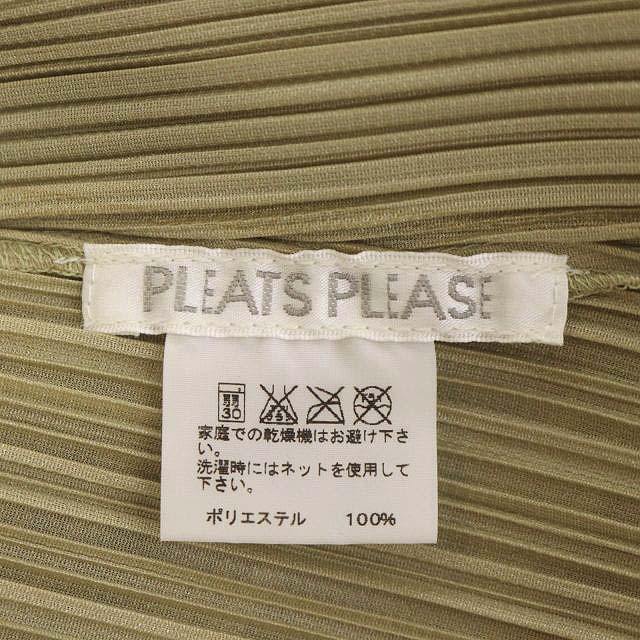 PLEATS PLEASE
30
家庭での乾燥機はお避け下さ
い。
洗濯時にはネットを使用して
下さい。
ポリエステル 100%